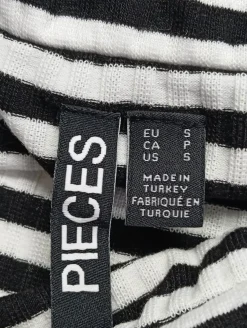 PIECES
EU S
CA P
US S
MADE IN
TURKEY
FABRIQUÉ EN
TURQUIE